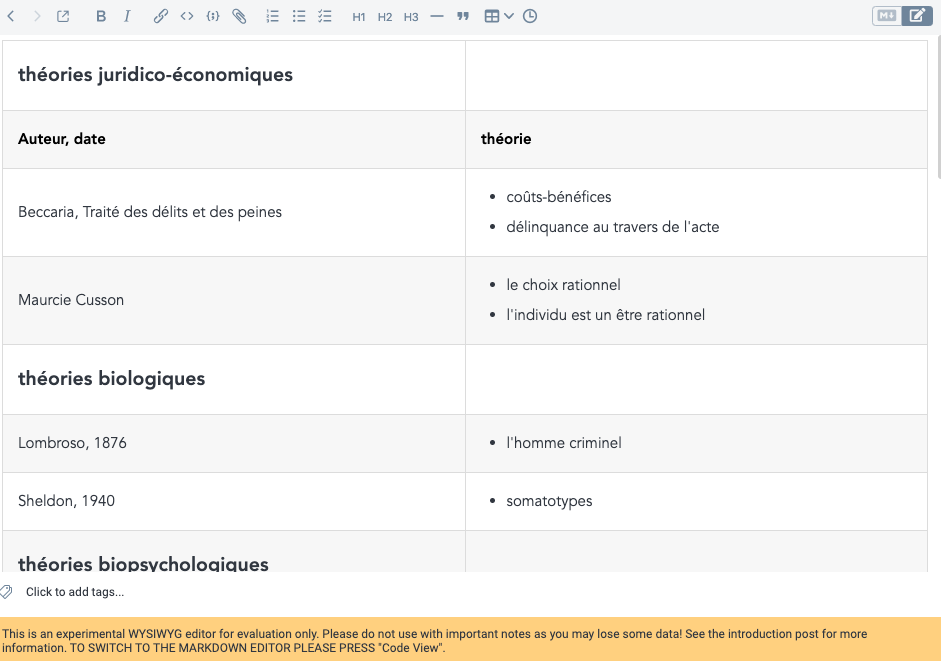 B I H1 H2 H3 M↓
théories juridico-économiques
Auteur, date théorie
Beccaria, Traité des délits et des peines
• coûts-bénéfices
• délinquance au travers de l'acte
Maurcie Cusson
• le choix rationnel
• l'individu est un être rationnel
théories biologiques
Lombroso, 1876 • l'homme criminel
Sheldon, 1940 • somatotypes
théories biopsychologiques
Click to add tags...
This is an experimental WYSIWYG editor for evaluation only. Please do not use with important notes as you may lose some data! See the introduction post for more
information. TO SWITCH TO THE MARKDOWN EDITOR PLEASE PRESS "Code View".